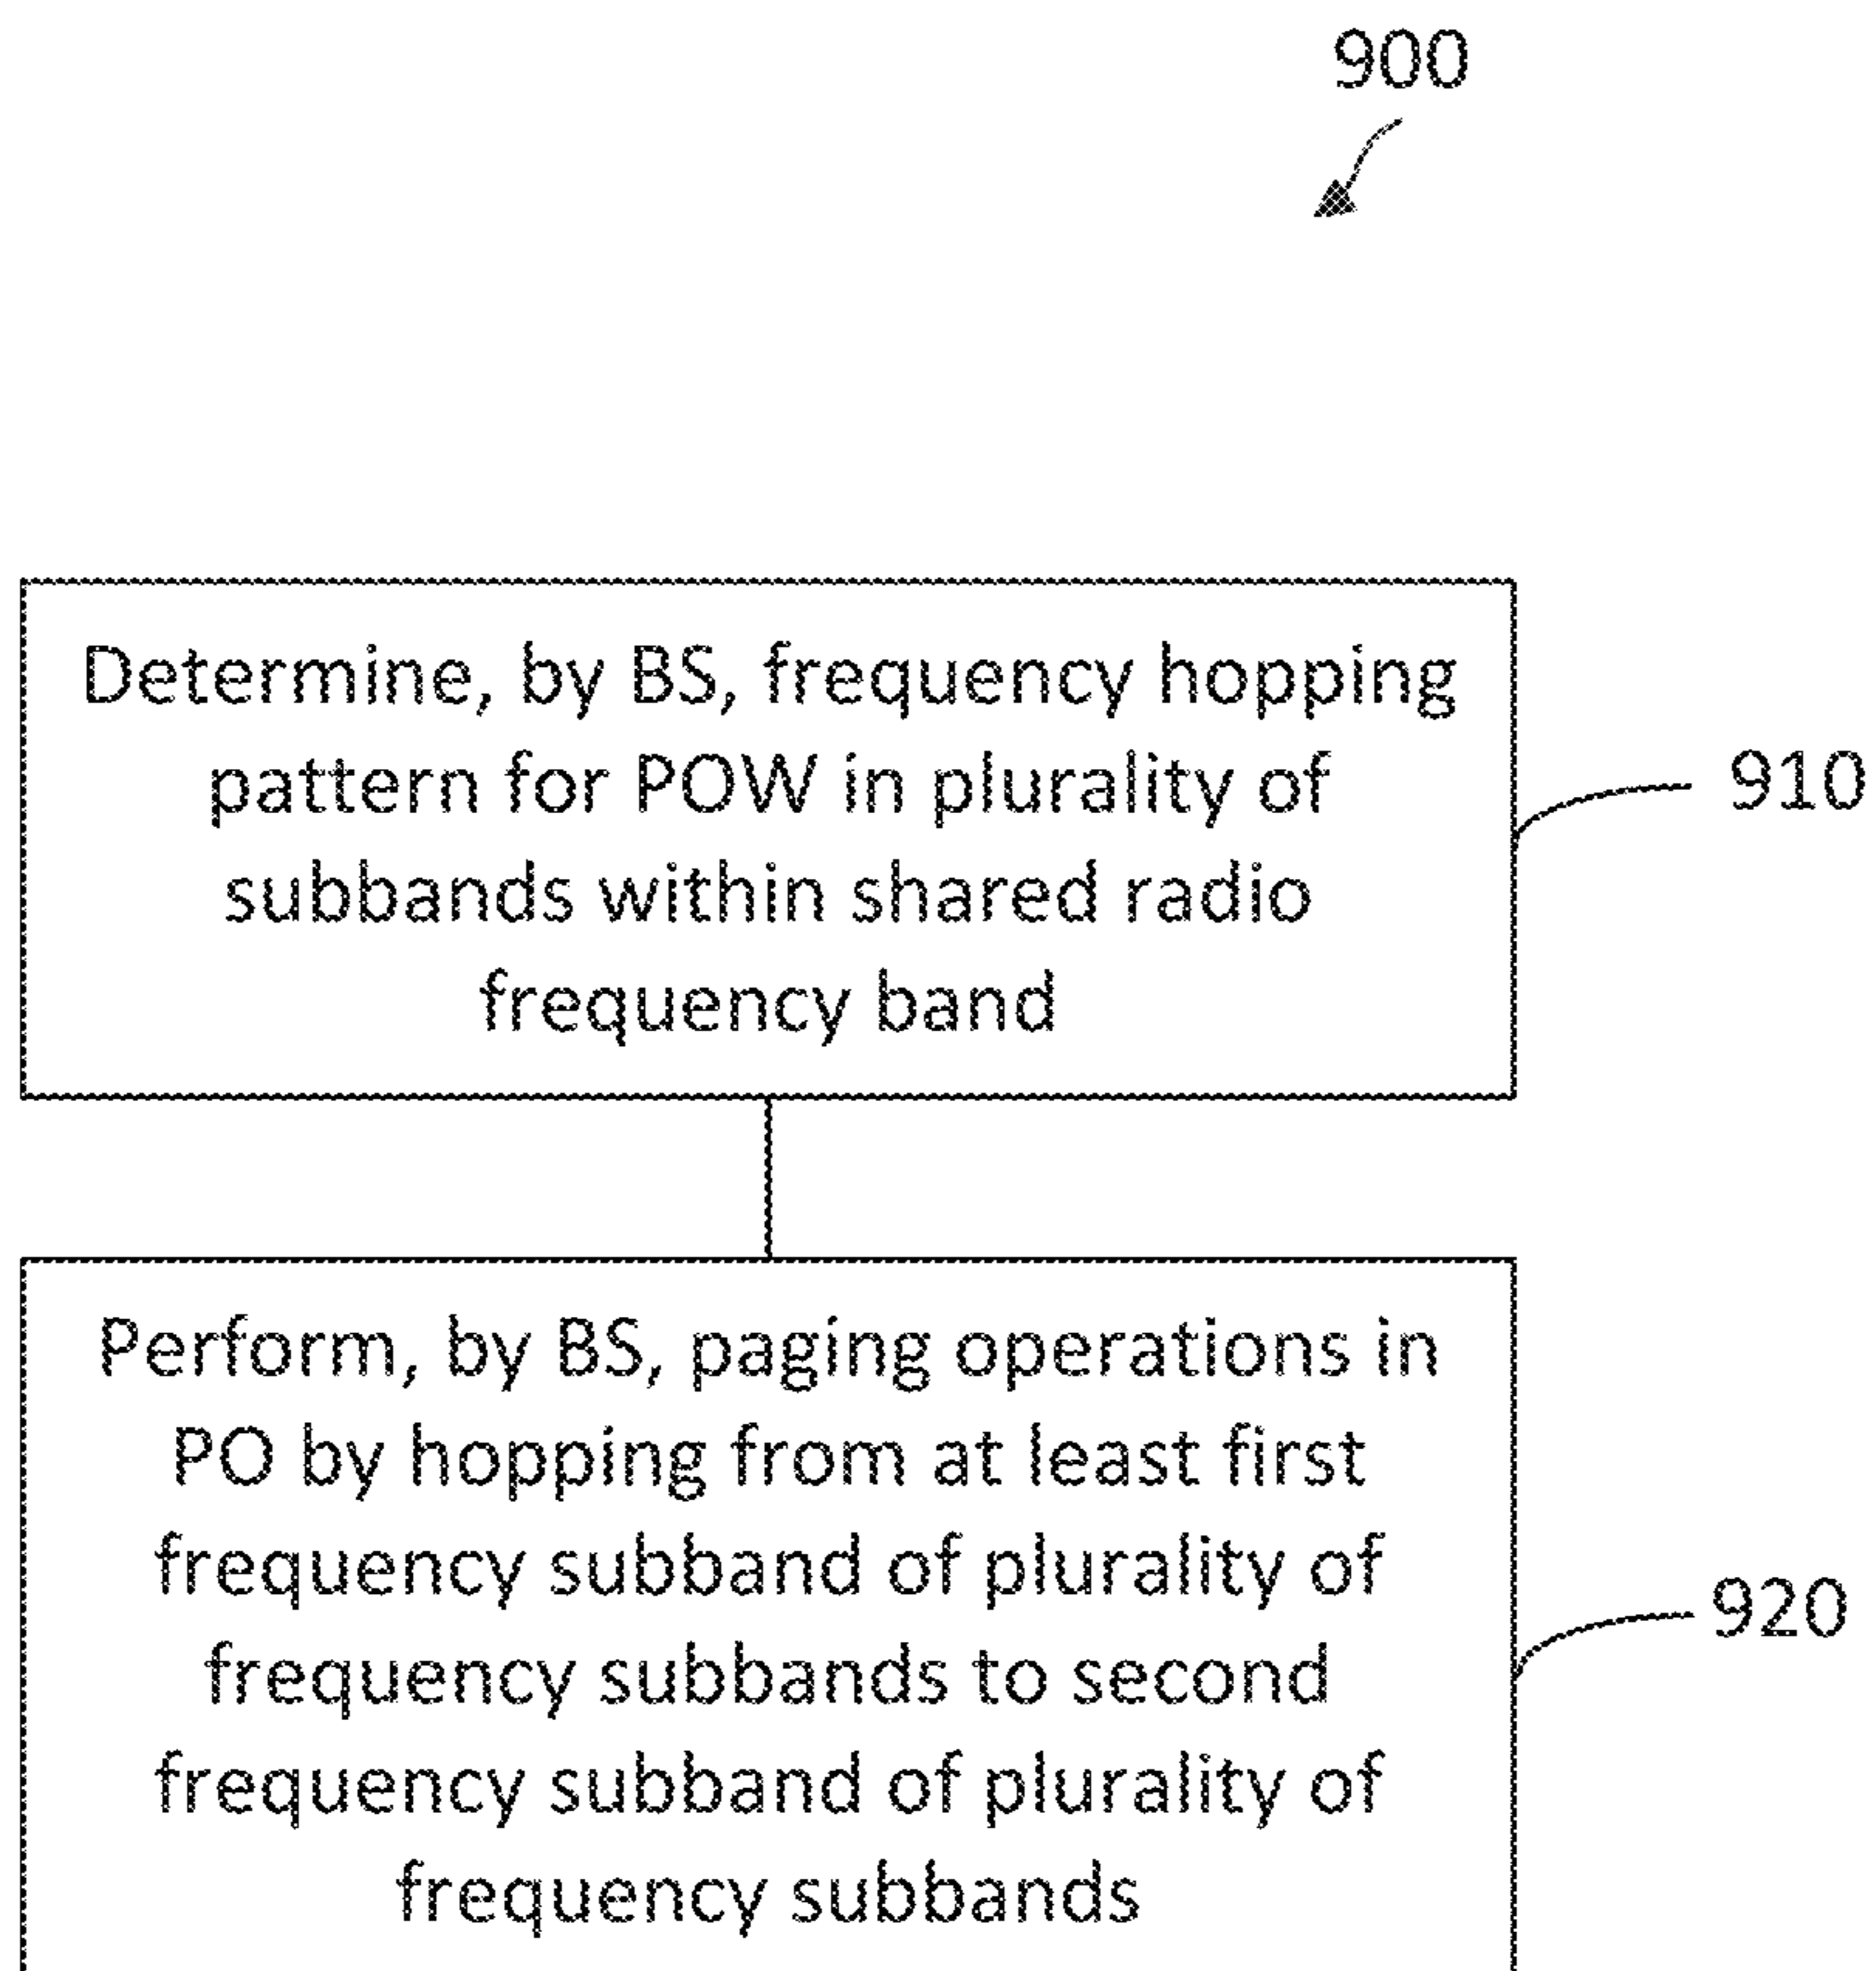 900
Determine, by BS, frequency hopping
pattern for POW in plurality of
subbands within shared radio
frequency band
910
Perform, by BS, paging operations in
PO by hopping from at least first
frequency subband of plurality of
frequency subbands to second
frequency subband of plurality of
frequency subbands
920